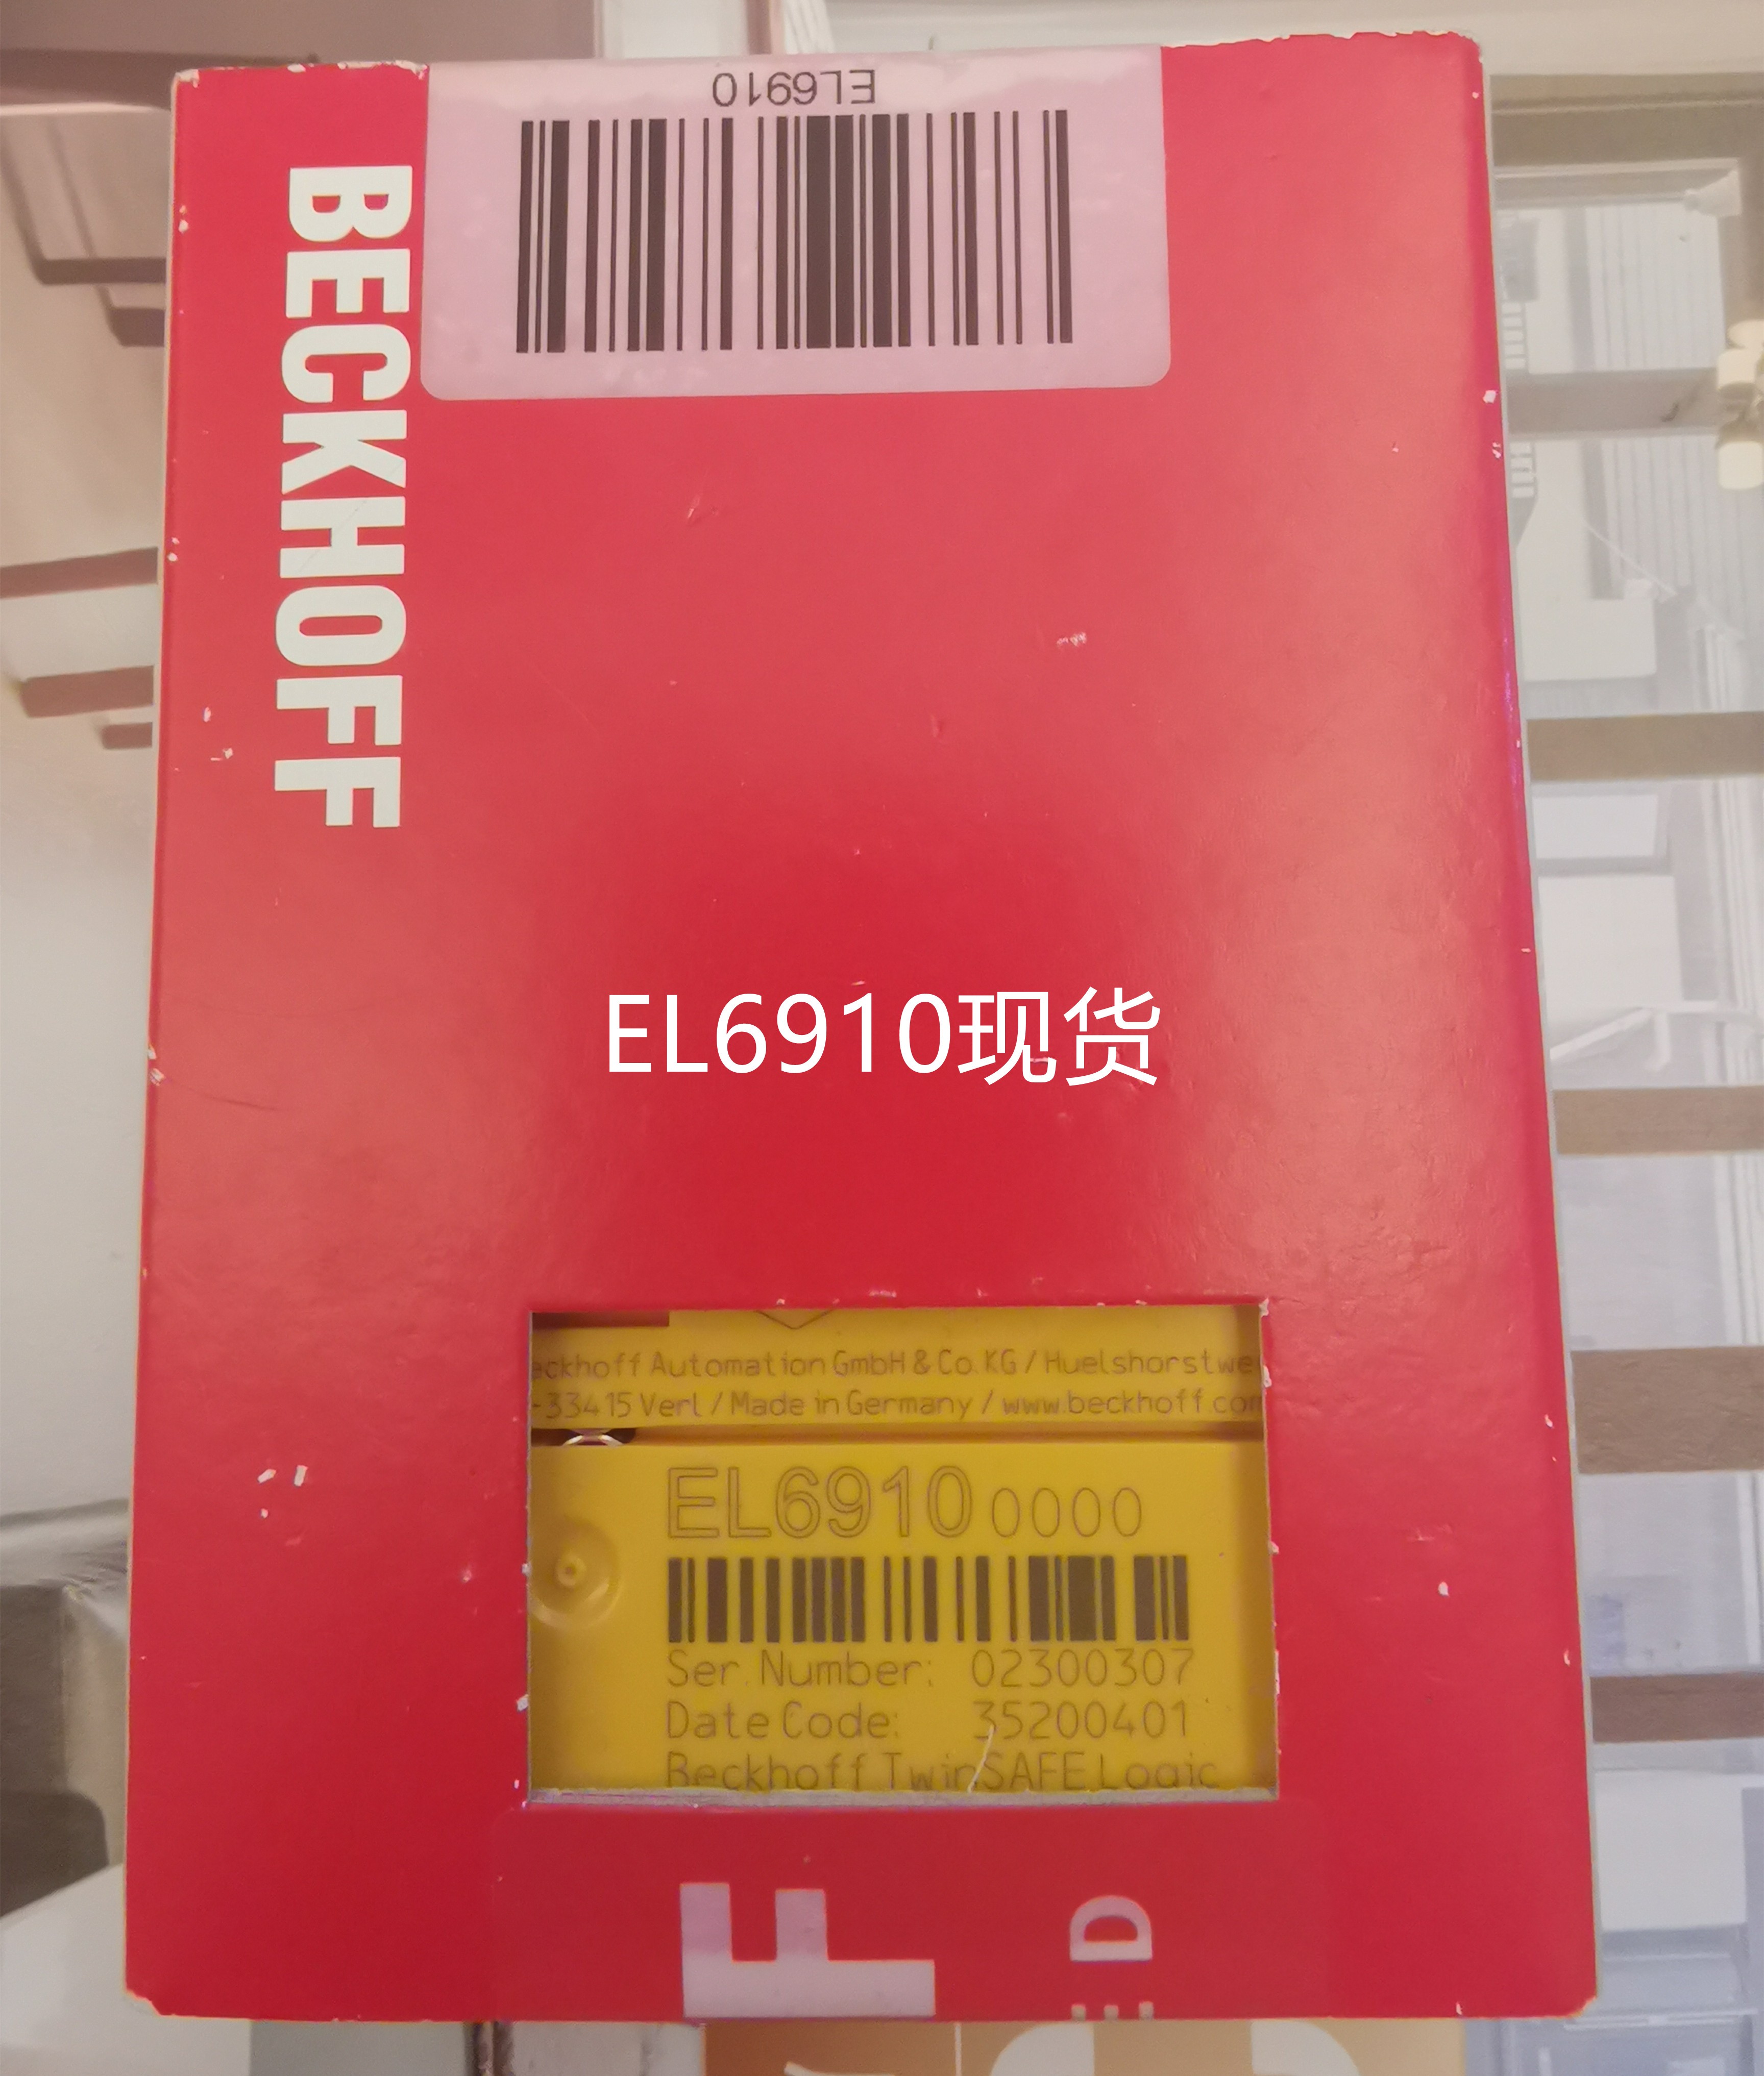 EL6910
BECKHOFF
EL6910现货
eckhoff Automation GmbH & Co. KG / Huelshorstwe
-33415 Verl / Made in Germany / www.beckhoff.com
EL6910 0000
Ser. Number: 02300307
Date Code: 35200401
Beckhoff TwinSAFE Logic
F
ED